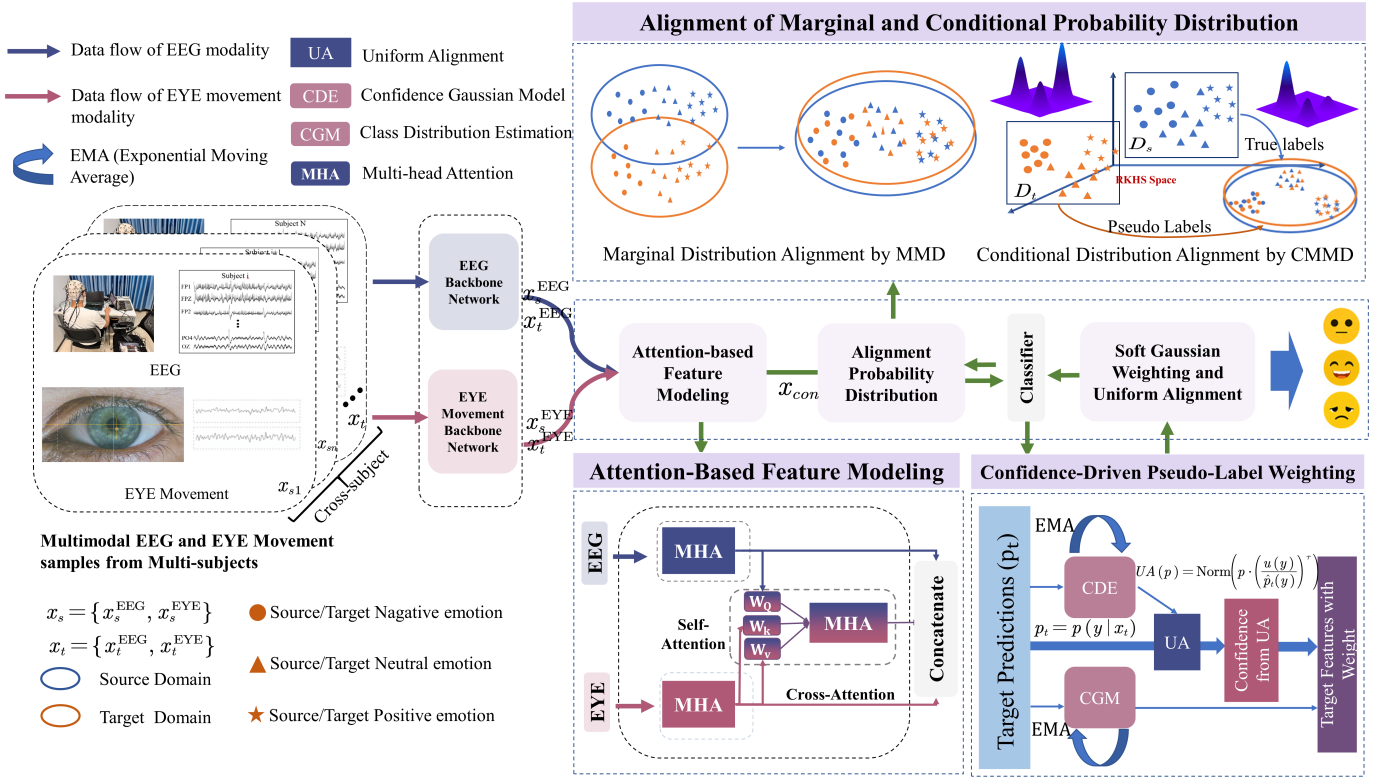 Alignment of Marginal and Conditional Probability Distribution
Data flow of EEG modality
Data flow of EYE movement
modality
EMA (Exponential Moving
Average)
UA
Uniform Alignment
CDE
Confidence Gaussian Model
CGM
Class Distribution Estimation
MHA
Multi-head Attention
D_s
True labels
D_t
RKHS Space
Pseudo Labels
Marginal Distribution Alignment by MMD
Conditional Distribution Alignment by CMMD
Subject N
Subject i
FP1
FPZ
FP2
PO4
OZ
EEG
EYE Movement
x_{s1}
x_{sn}
x_t
Cross-subject
Multimodal EEG and EYE Movement
samples from Multi-subjects
EEG
Backbone
Network
EYE
Movement
Backbone
Network
x_s^{EEG}
x_t^{EEG}
x_s^{EYE}
x_t^{EYE}
Attention-based
Feature
Modeling
x_{con}
Alignment
Probability
Distribution
Classifier
Soft Gaussian
Weighting and
Uniform Alignment
x_s = {x_s^{EEG}, x_s^{EYE}}
x_t = {x_t^{EEG}, x_t^{EYE}}
Source Domain
Target Domain
Source/Target Nagative emotion
Source/Target Neutral emotion
Source/Target Positive emotion
Attention-Based Feature Modeling
EEG
MHA
W_Q
W_k
W_v
MHA
Self-
Attention
EYE
MHA
Cross-Attention
Concatenate
Confidence-Driven Pseudo-Label Weighting
Target Predictions (p_t)
EMA
CDE
UA(p) = Norm(p · (u(y) / p̂_t(y))^τ)
p_t = p(y | x_t)
UA
Confidence
from UA
CGM
EMA
Target Features with
Weight